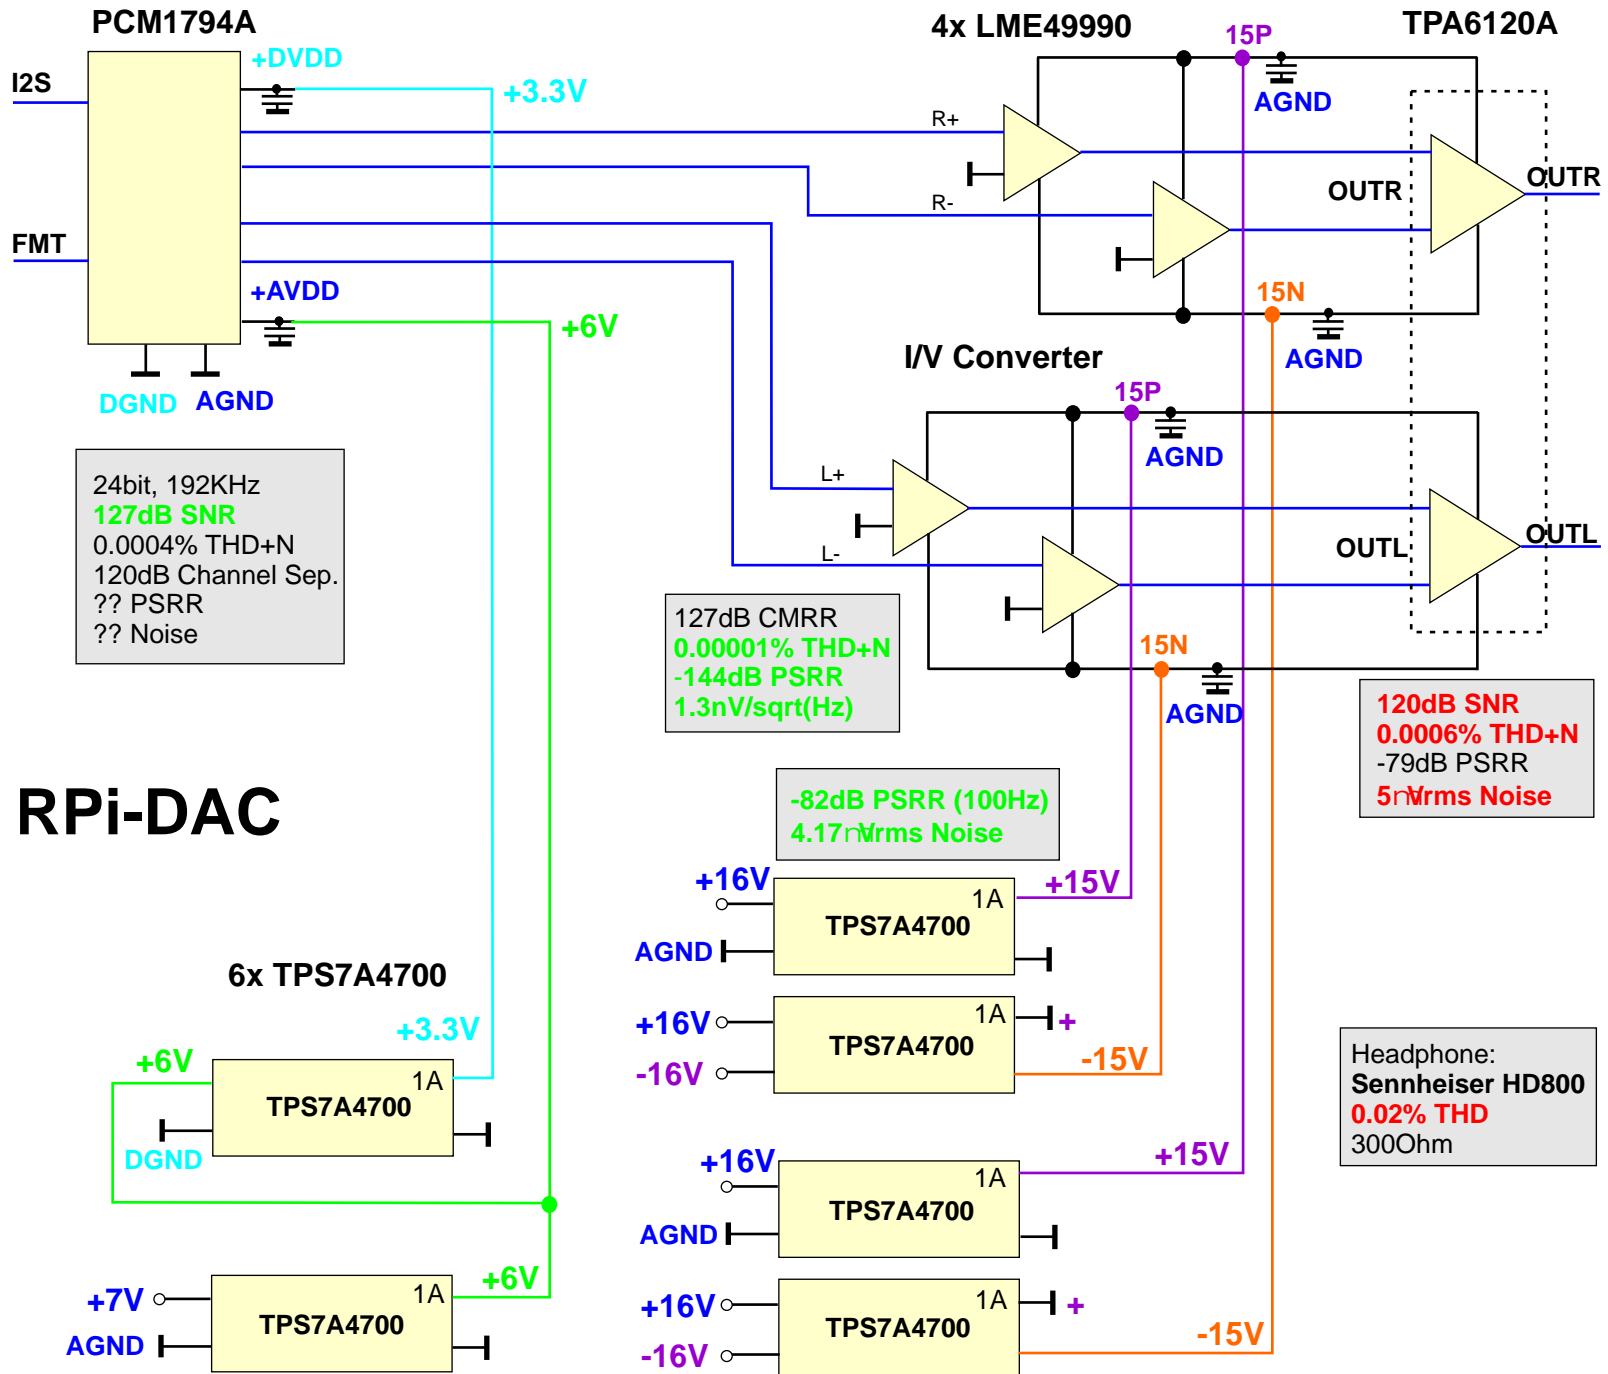 PCM1794A
4x LME49990
15P
TPA6120A
+DVDD
I2S
+3.3V
AGND
R+
OUTR
OUTR
R-
FMT
+AVDD
15N
+6V
I/V Converter
AGND
DGND AGND
15P
AGND
24bit, 192KHz
127dB SNR
0.0004% THD+N
120dB Channel Sep.
?? PSRR
?? Noise
L+
OUTL
OUTL
L-
127dB CMRR
0.00001% THD+N
-144dB PSRR
1.3nV/sqrt(Hz)
15N
AGND
120dB SNR
0.0006% THD+N
-79dB PSRR
rms Noise
RPi-DAC
-82dB PSRR (100Hz)
rms Noise
+16V
1A
+15V
TPS7A4700
AGND
6x TPS7A4700
+16V
1A
+
TPS7A4700
-16V
-15V
+3.3V
+6V
1A
TPS7A4700
DGND
Headphone:
Sennheiser HD800
0.02% THD
300Ohm
+16V
1A
+15V
TPS7A4700
AGND
+7V
1A
+6V
TPS7A4700
AGND
+16V
1A
+
TPS7A4700
-16V
-15V